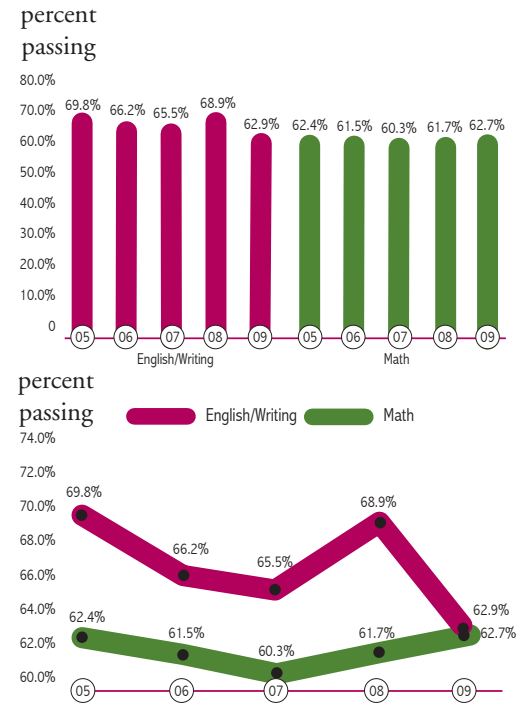 percent
passing
80.0%
70.0%
60.0%
50.0%
40.0%
30.0%
20.0%
10.0%
0
69.8% 66.2% 65.5% 68.9% 62.9% 62.4% 61.5% 60.3% 61.7% 62.7%
05 06 07 08 09 05 06 07 08 09
English/Writing Math
percent
passing
English/Writing Math
74.0%
72.0%
70.0%
68.0%
66.0%
64.0%
62.0%
60.0%
69.8% 66.2% 65.5% 68.9% 62.9%
62.4% 61.5% 60.3% 61.7% 62.7%
05 06 07 08 09